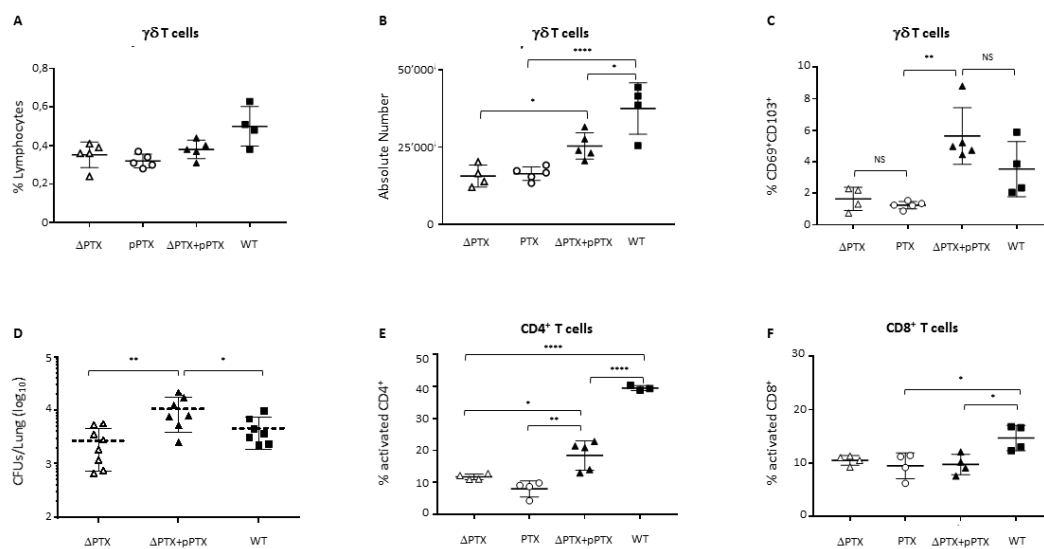 A
γδ T cells
% Lymphocytes
0,8
0,6
0,4
0,2
ΔPTX
pPTX
ΔPTX+pPTX
WT
B
γδ T cells
Absolute Number
50'000
25'000
0
*
****
*
*
ΔPTX
PTX
ΔPTX+pPTX
WT
C
γδ T cells
% CD69⁺CD103⁺
10
8
6
4
2
0
**
NS
NS
ΔPTX
PTX
ΔPTX+pPTX
WT
D
CFUs/Lung (log₁₀)
5
4
3
2
**
*
ΔPTX
ΔPTX+pPTX
WT
E
CD4⁺ T cells
% activated CD4⁺
50
40
30
20
10
0
****
****
*
**
ΔPTX
PTX
ΔPTX+pPTX
WT
F
CD8⁺ T cells
% activated CD8⁺
30
20
10
0
*
*
ΔPTX
PTX
ΔPTX+pPTX
WT